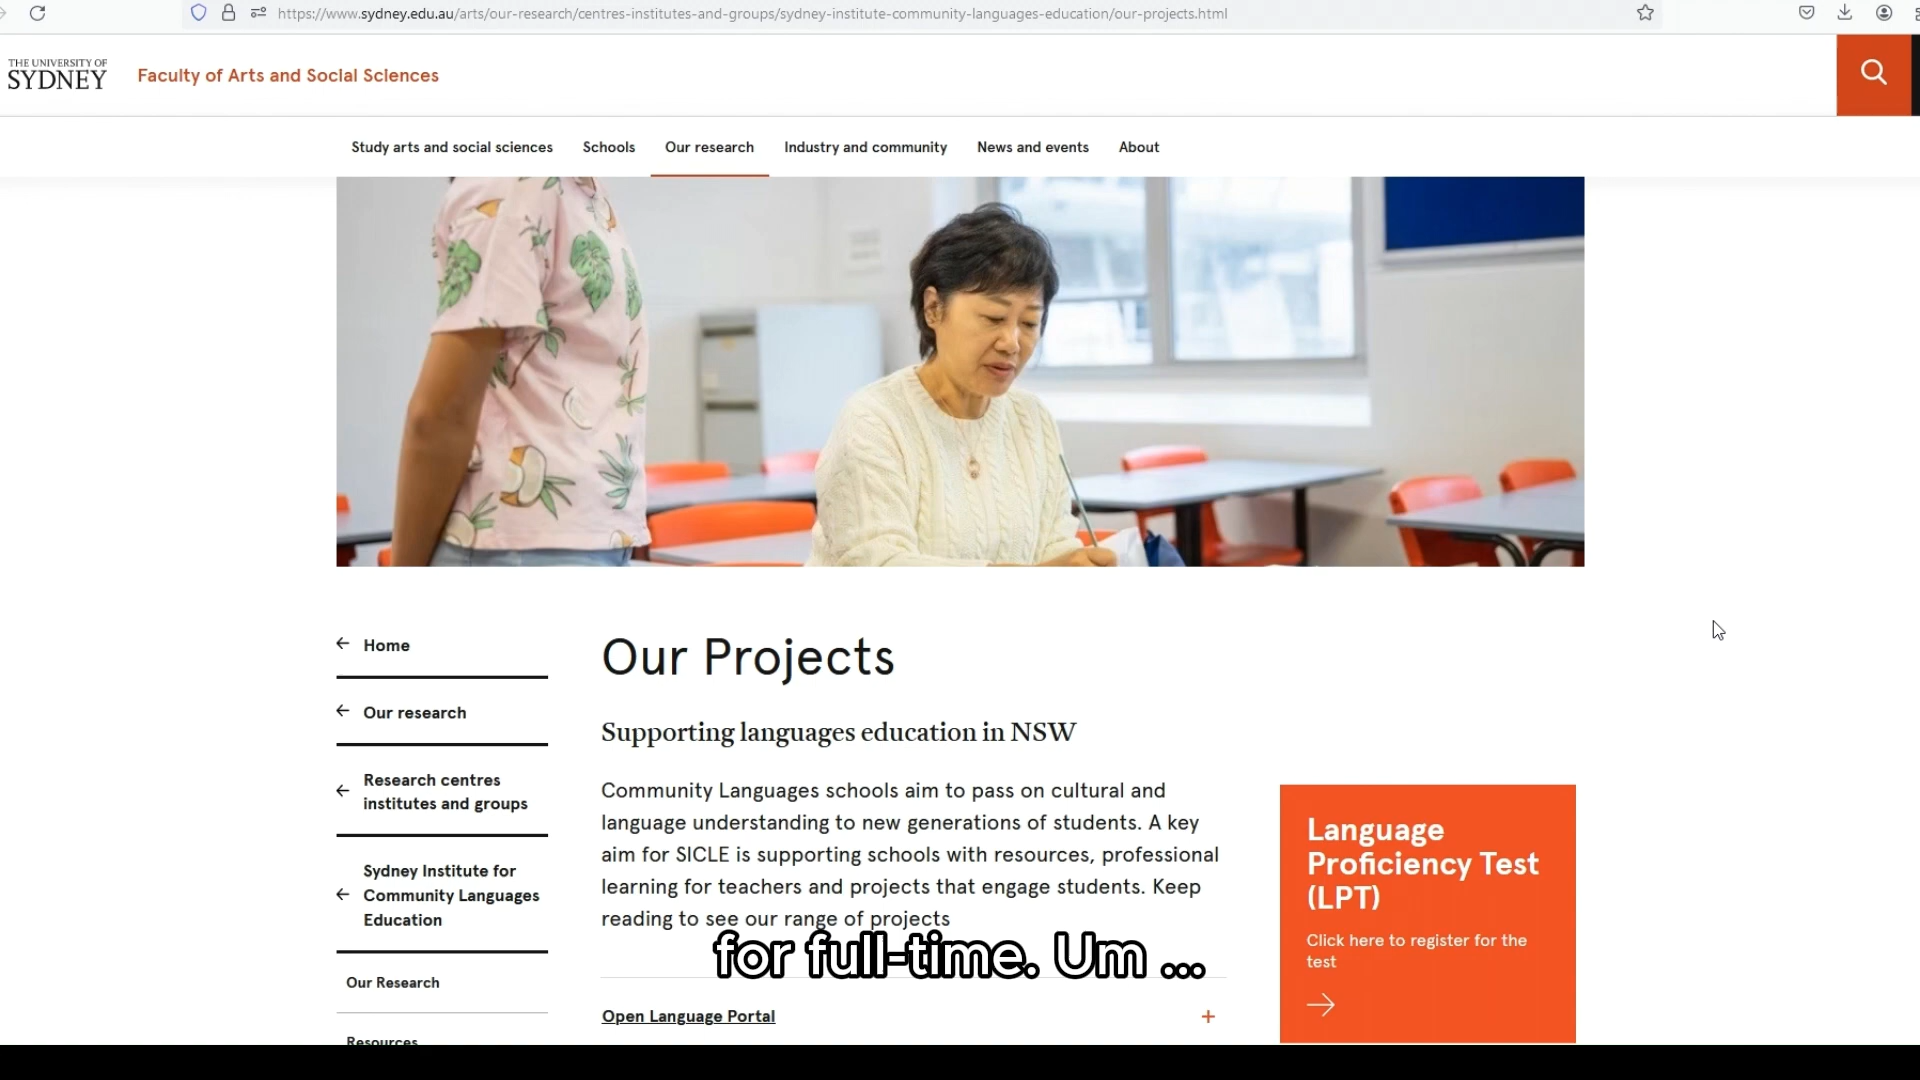 https://www.sydney.edu.au/arts/our-research/centres-institutes-and-groups/sydney-institute-community-languages-education/our-projects.html
THE UNIVERSITY OF
SYDNEY
Faculty of Arts and Social Sciences
Study arts and social sciences
Schools
Our research
Industry and community
News and events
About
Home
Our research
Research centres
institutes and groups
Sydney Institute for
Community Languages
Education
Our Research
Resources
Our Projects
Supporting languages education in NSW
Community Languages schools aim to pass on cultural and
language understanding to new generations of students. A key
aim for SICLE is supporting schools with resources, professional
learning for teachers and projects that engage students. Keep
reading to see our range of projects
for full-time. Um ...
Open Language Portal
+
Language
Proficiency Test
(LPT)
Click here to register for the
test